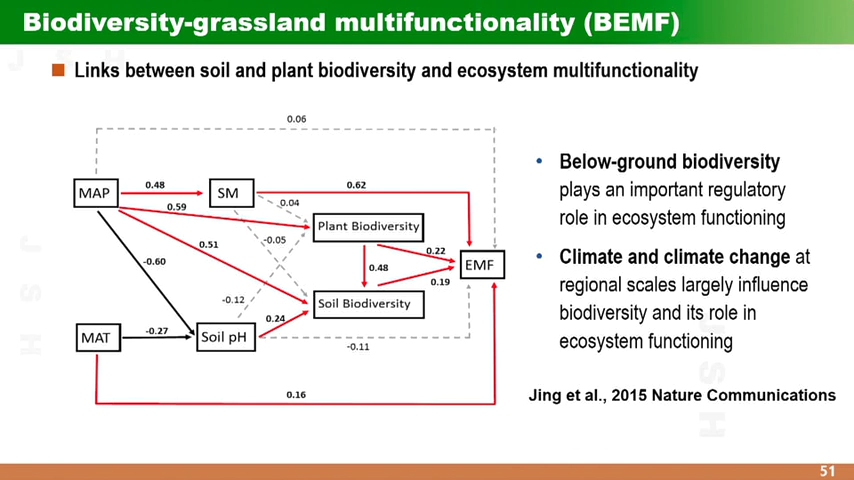 Biodiversity-grassland multifunctionality (BEMF)
Links between soil and plant biodiversity and ecosystem multifunctionality
0.06
MAP
0.48
SM
0.62
0.59
0.04
Plant Biodiversity
-0.05
0.51
0.22
EMF
-0.60
0.48
0.19
-0.12
Soil Biodiversity
0.24
MAT
-0.27
Soil pH
-0.11
0.16
• Below-ground biodiversity
plays an important regulatory
role in ecosystem functioning
• Climate and climate change at
regional scales largely influence
biodiversity and its role in
ecosystem functioning
Jing et al., 2015 Nature Communications
51